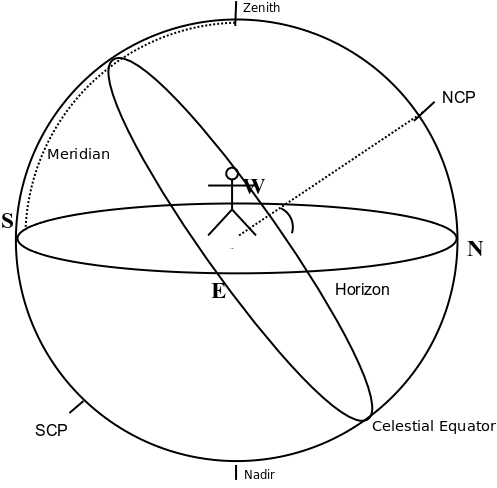 Zenith
NCP
Meridian
W
S
N
E
Horizon
Celestial Equator
SCP
Nadir